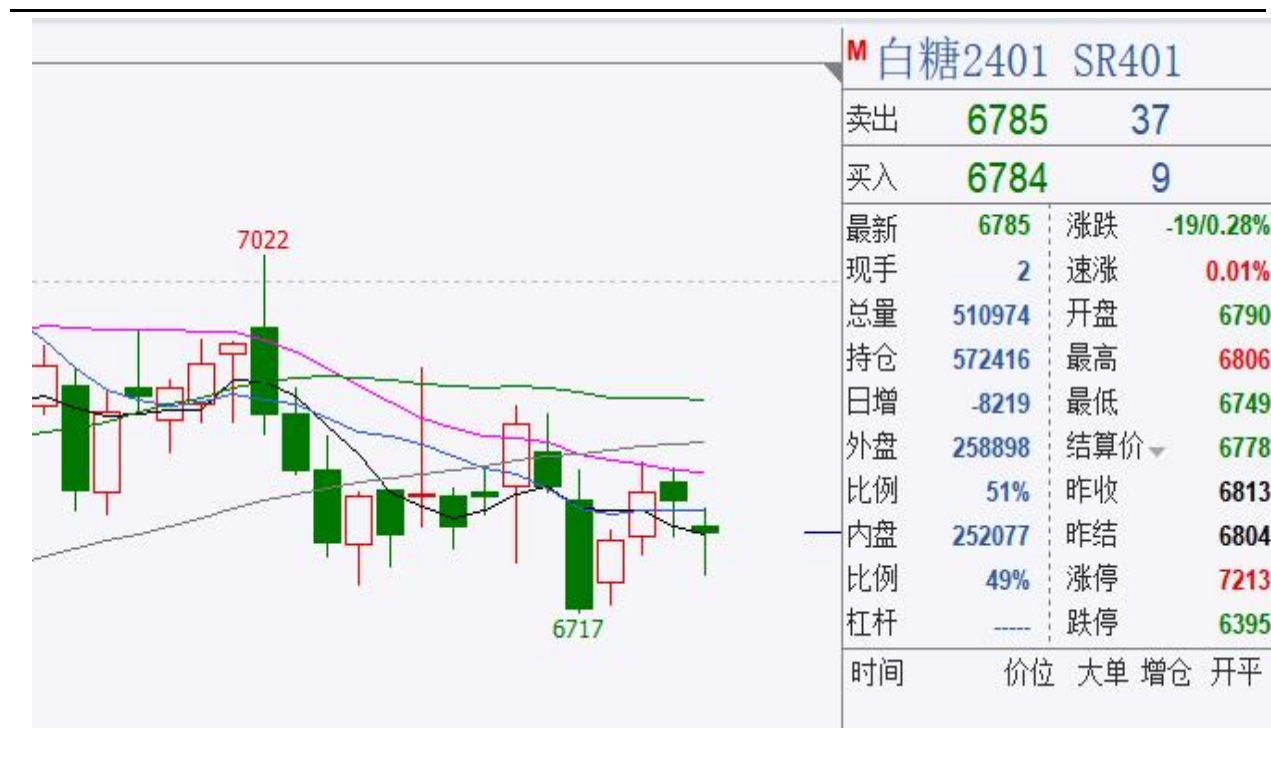 M 白糖2401 SR401
卖出 6785 37
买入 6784 9
最新 6785 涨跌 -19/0.28%
现手 2 速涨 0.01%
总量 510974 开盘 6790
持仓 572416 最高 6806
日增 -8219 最低 6749
外盘 258898 结算价 6778
比例 51% 昨收 6813
内盘 252077 昨结 6804
比例 49% 涨停 7213
杠杆 ----- 跌停 6395
时间 价位 大单 增仓 开平
7022
6717